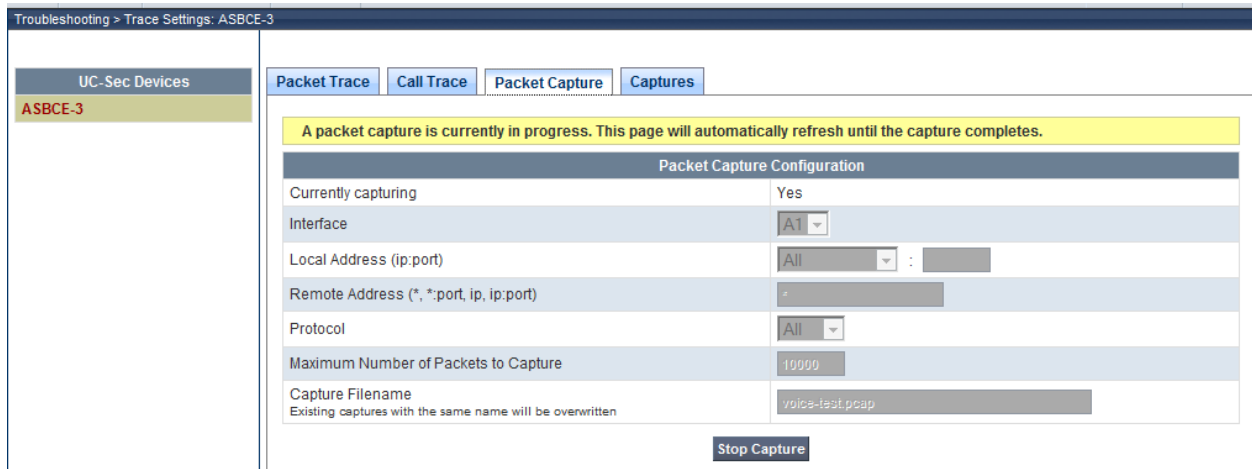 Troubleshooting > Trace Settings: ASBCE-3
UC-Sec Devices
ASBCE-3
Packet Trace
Call Trace
Packet Capture
Captures
A packet capture is currently in progress. This page will automatically refresh until the capture completes.
Packet Capture Configuration
Currently capturing Yes
Interface A1
Local Address (ip:port) All :
Remote Address (*, *:port, ip, ip:port) *
Protocol All
Maximum Number of Packets to Capture 10000
Capture Filename voice-test.pcap
Existing captures with the same name will be overwritten
Stop Capture